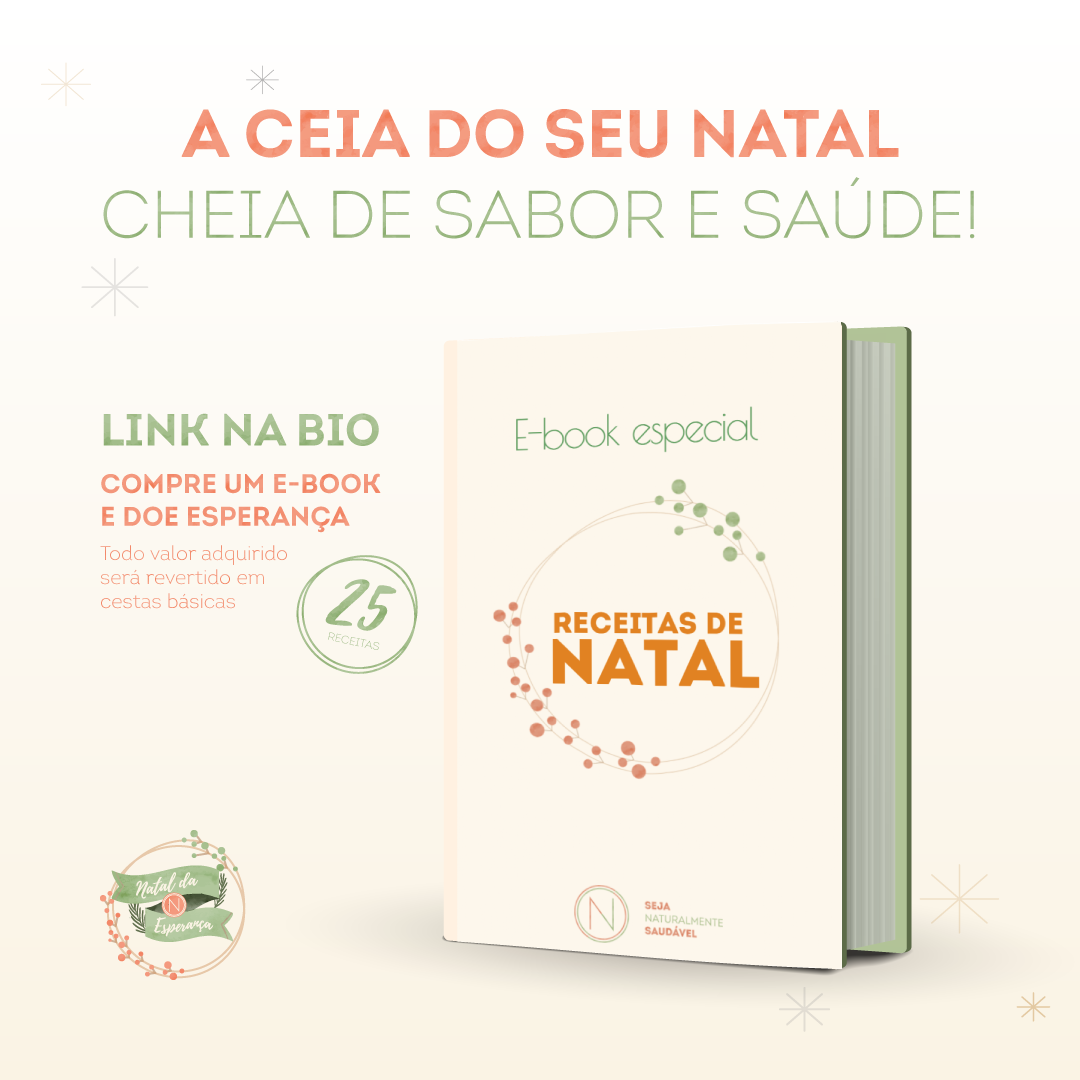 A CEIA DO SEU NATAL
CHEIA DE SABOR E SAÚDE!
LINK NA BIO
COMPRE UM E-BOOK
E DOE ESPERANÇA
Todo valor adquirido
será revertido em
cestas básicas
25
RECEITAS
E-book especial
RECEITAS DE
NATAL
N
SEJA
NATURALMENTE
SAUDÁVEL
Natal da
N
Esperança